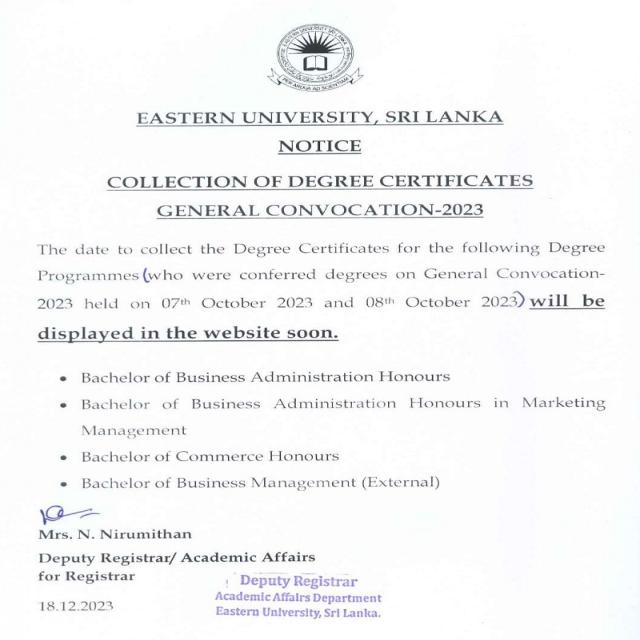 EASTERN UNIVERSITY, SRI LANKA
NOTICE
COLLECTION OF DEGREE CERTIFICATES
GENERAL CONVOCATION-2023
The date to collect the Degree Certificates for the following Degree
Programmes (who were conferred degrees on General Convocation-
2023 held on 07th October 2023 and 08th October 2023) will be
displayed in the website soon.
• Bachelor of Business Administration Honours
• Bachelor of Business Administration Honours in Marketing
Management
• Bachelor of Commerce Honours
• Bachelor of Business Management (External)
Mrs. N. Nirumithan
Deputy Registrar/ Academic Affairs
for Registrar
18.12.2023
Deputy Registrar
Academic Affairs Department
Eastern University, Sri Lanka.